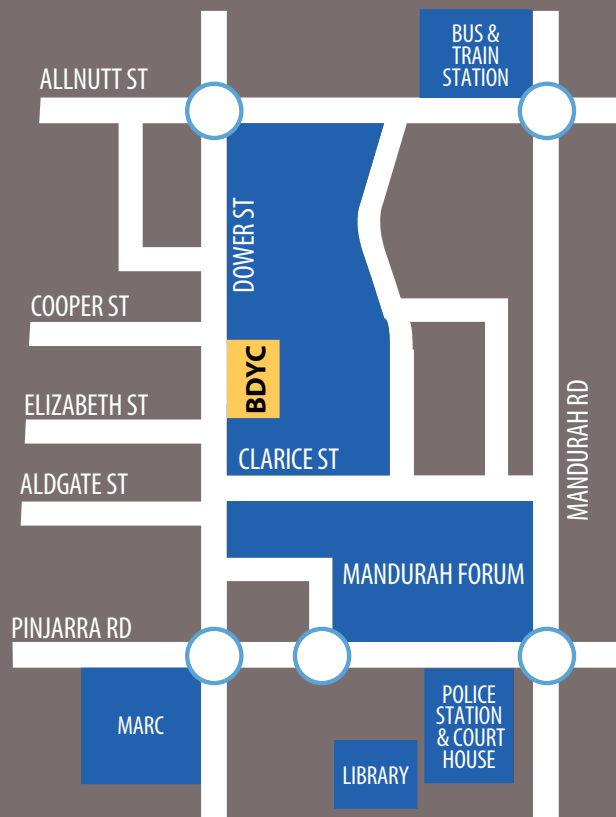 BUS &
TRAIN
STATION
ALLNUTT ST
DOWER ST
COOPER ST
BDYC
ELIZABETH ST
MANDURAH RD
CLARICE ST
ALDGATE ST
MANDURAH FORUM
PINJARRA RD
MARC
POLICE
STATION
& COURT
HOUSE
LIBRARY